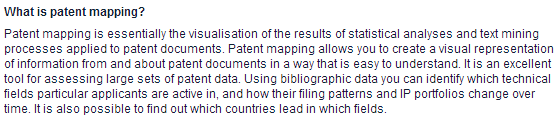 What is patent mapping?
Patent mapping is essentially the visualisation of the results of statistical analyses and text mining
processes applied to patent documents. Patent mapping allows you to create a visual representation
of information from and about patent documents in a way that is easy to understand. It is an excellent
tool for assessing large sets of patent data. Using bibliographic data you can identify which technical
fields particular applicants are active in, and how their filing patterns and IP portfolios change over
time. It is also possible to find out which countries lead in which fields.